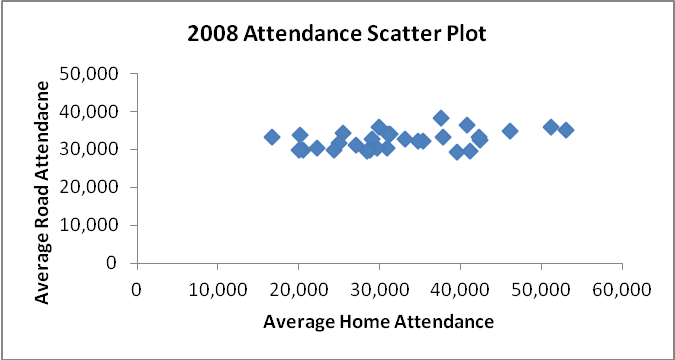 2008 Attendance Scatter Plot
Average Road Attendacne
50,000
40,000
30,000
20,000
10,000
0
0 10,000 20,000 30,000 40,000 50,000 60,000
Average Home Attendance